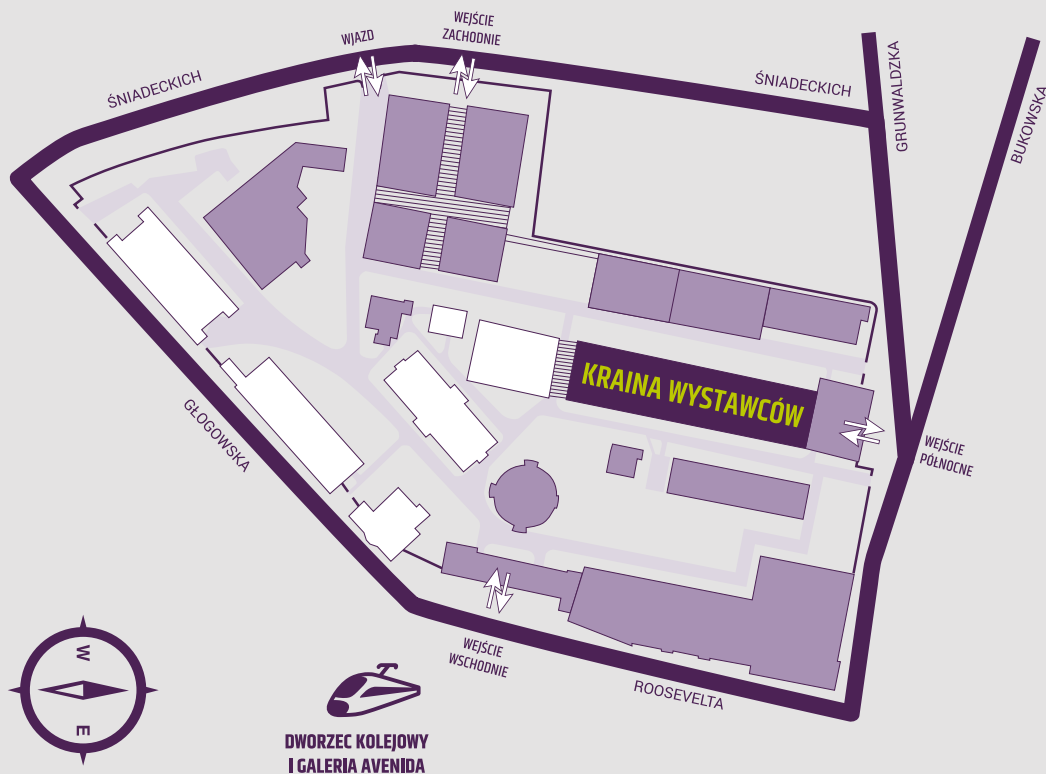 WEJŚCIE
ZACHODNIE
WJAZD
ŚNIADECKICH
ŚNIADECKICH
GRUNWALDZKA
BUKOWSKA
KRAINA WYSTAWCÓW
GŁOGOWSKA
WEJŚCIE
PÓŁNOCNE
WEJŚCIE
WSCHODNIE
ROOSEVELTA
W
E
DWORZEC KOLEJOWY
I GALERIA AVENIDA